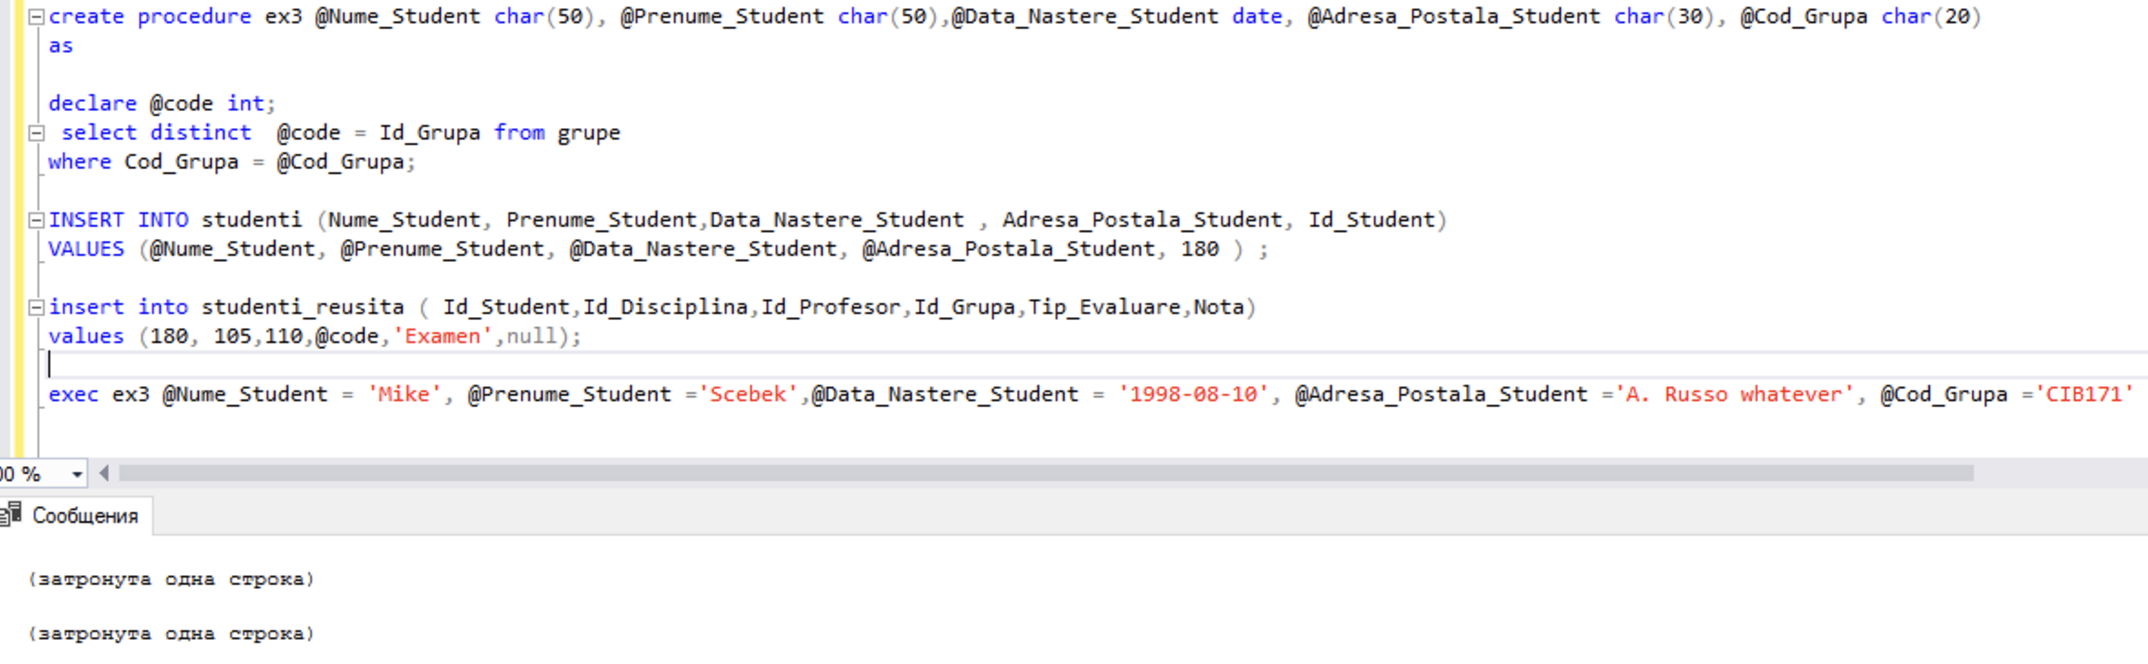 create procedure ex3 @Nume_Student char(50), @Prenume_Student char(50),@Data_Nastere_Student date, @Adresa_Postala_Student char(30), @Cod_Grupa char(20)
as
declare @code int;
select distinct  @code = Id_Grupa from grupe
where Cod_Grupa = @Cod_Grupa;
INSERT INTO studenti (Nume_Student, Prenume_Student,Data_Nastere_Student , Adresa_Postala_Student, Id_Student)
VALUES (@Nume_Student, @Prenume_Student, @Data_Nastere_Student, @Adresa_Postala_Student, 180 ) ;
insert into studenti_reusita ( Id_Student,Id_Disciplina,Id_Profesor,Id_Grupa,Tip_Evaluare,Nota)
values (180, 105,110,@code,'Examen',null);
exec ex3 @Nume_Student = 'Mike', @Prenume_Student ='Scebek',@Data_Nastere_Student = '1998-08-10', @Adresa_Postala_Student ='A. Russo whatever', @Cod_Grupa ='CIB171'
00 %
Сообщения
(затронута одна строка)
(затронута одна строка)